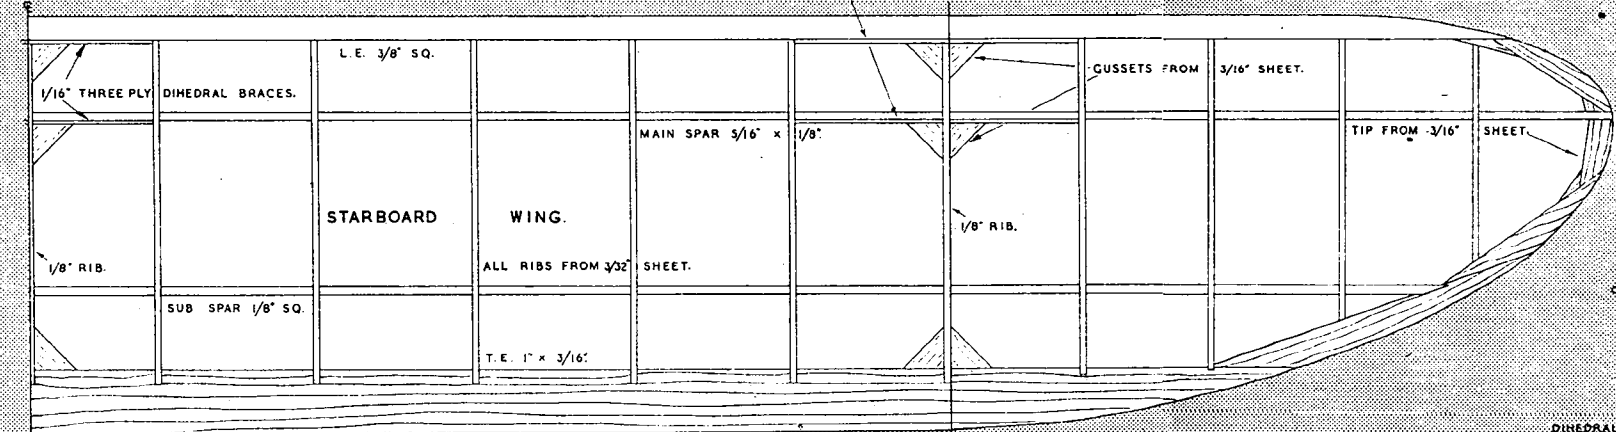 L.E. 3/8" SQ.
GUSSETS FROM 3/16" SHEET.
1/16" THREE PLY DIHEDRAL BRACES.
MAIN SPAR 5/16" × 1/8".
TIP FROM 3/16" SHEET.
STARBOARD WING.
1/8" RIB.
1/8" RIB.
ALL RIBS FROM 3/32" SHEET.
SUB SPAR 1/8" SQ.
T.E. 1" × 3/16".
DIHEDRAL